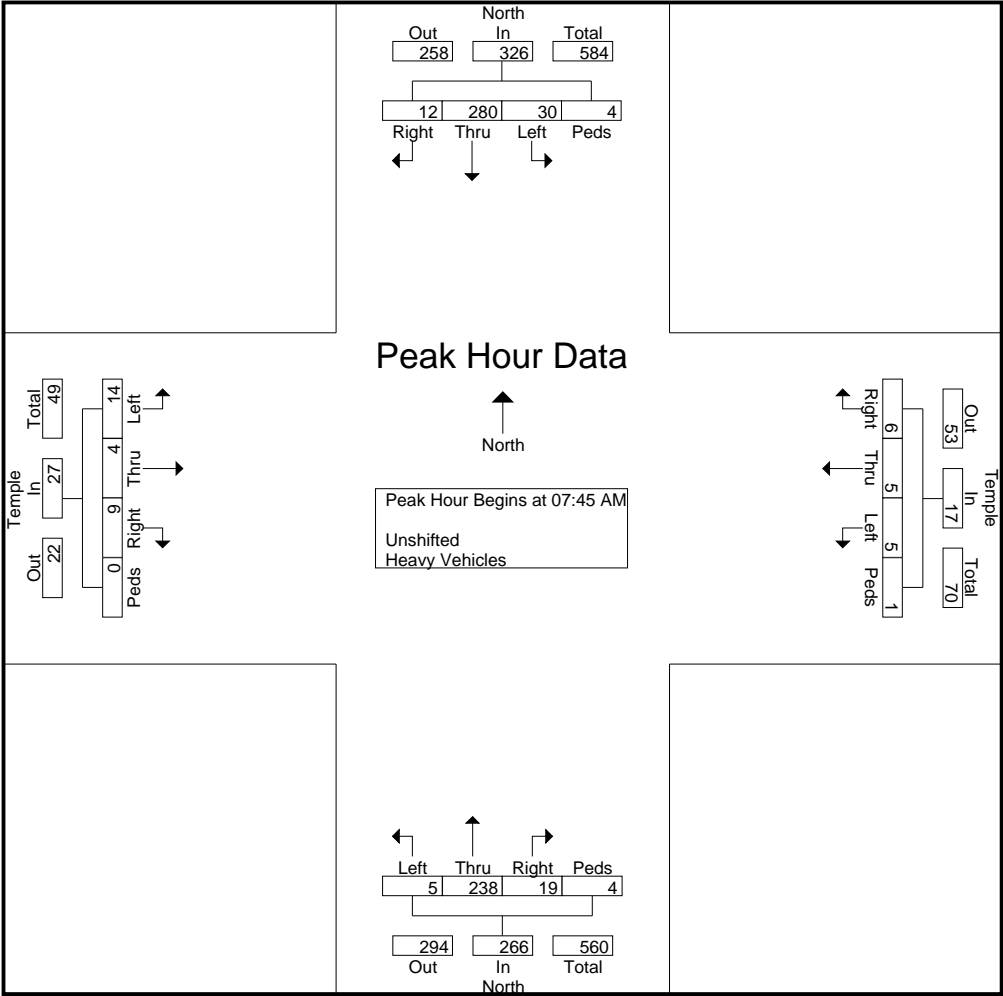 North
Out In Total
258 326 584
12 280 30 4
Right Thru Left Peds
Peak Hour Data
North
Peak Hour Begins at 07:45 AM
Unshifted
Heavy Vehicles
Temple
Total In Out
49 27 22
14 4 9 0
Left Thru Right Peds
Temple
Out In Total
53 17 70
6 5 5 1
Right Thru Left Peds
Left Thru Right Peds
5 238 19 4
294 266 560
Out In Total
North